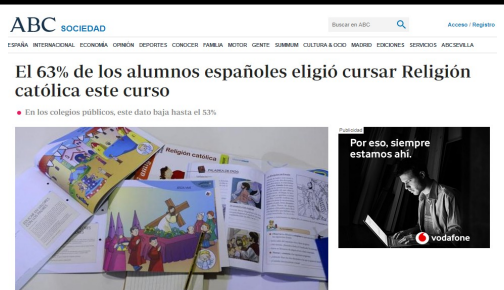 ABC SOCIEDAD
Buscar en ABC
Acceso / Registro
ESPAÑA INTERNACIONAL ECONOMÍA OPINIÓN DEPORTES CONOCER FAMILIA MOTOR GENTE SUMMUM CULTURA & OCIO MADRID EDICIONES SERVICIOS ABCSEVILLA
El 63% de los alumnos españoles eligió cursar Religión
católica este curso
En los colegios públicos, este dato baja hasta el 53%
Publicidad
Por eso, siempre
estamos ahí.
Religión católica
vodafone